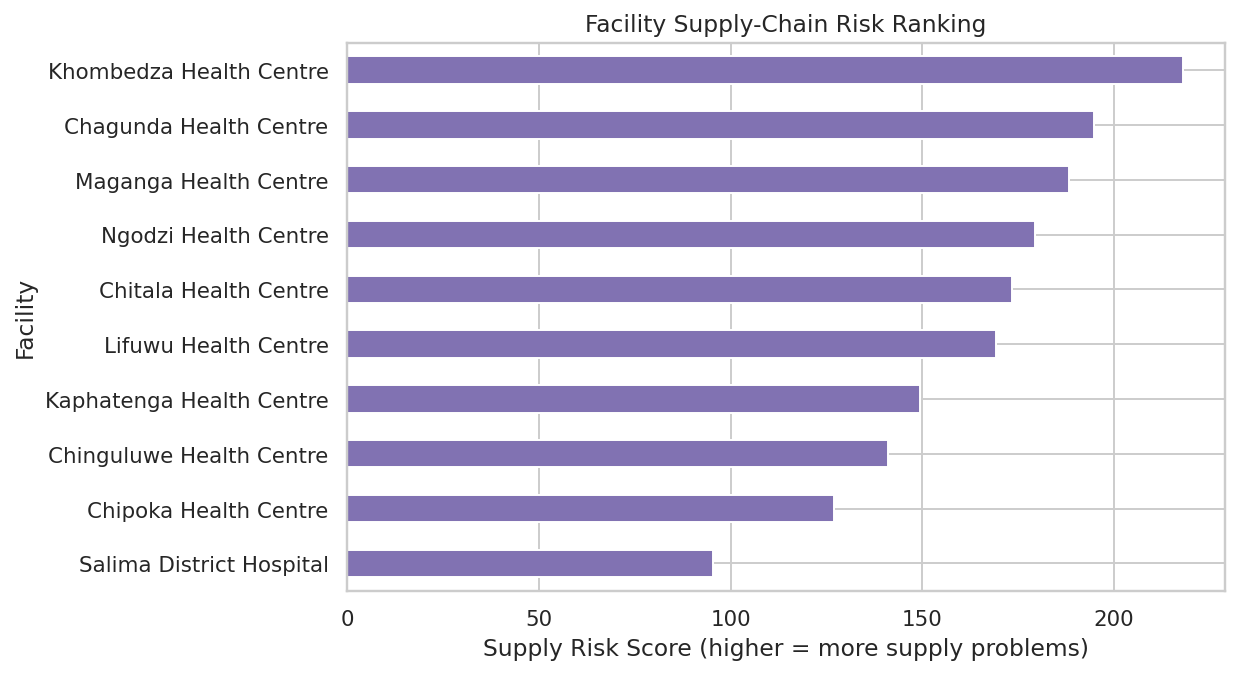 Facility Supply-Chain Risk Ranking
Khombedza Health Centre
Chagunda Health Centre
Maganga Health Centre
Ngodzi Health Centre
Chitala Health Centre
Lifuwu Health Centre
Kaphatenga Health Centre
Chinguluwe Health Centre
Chipoka Health Centre
Salima District Hospital
Facility
0 50 100 150 200
Supply Risk Score (higher = more supply problems)